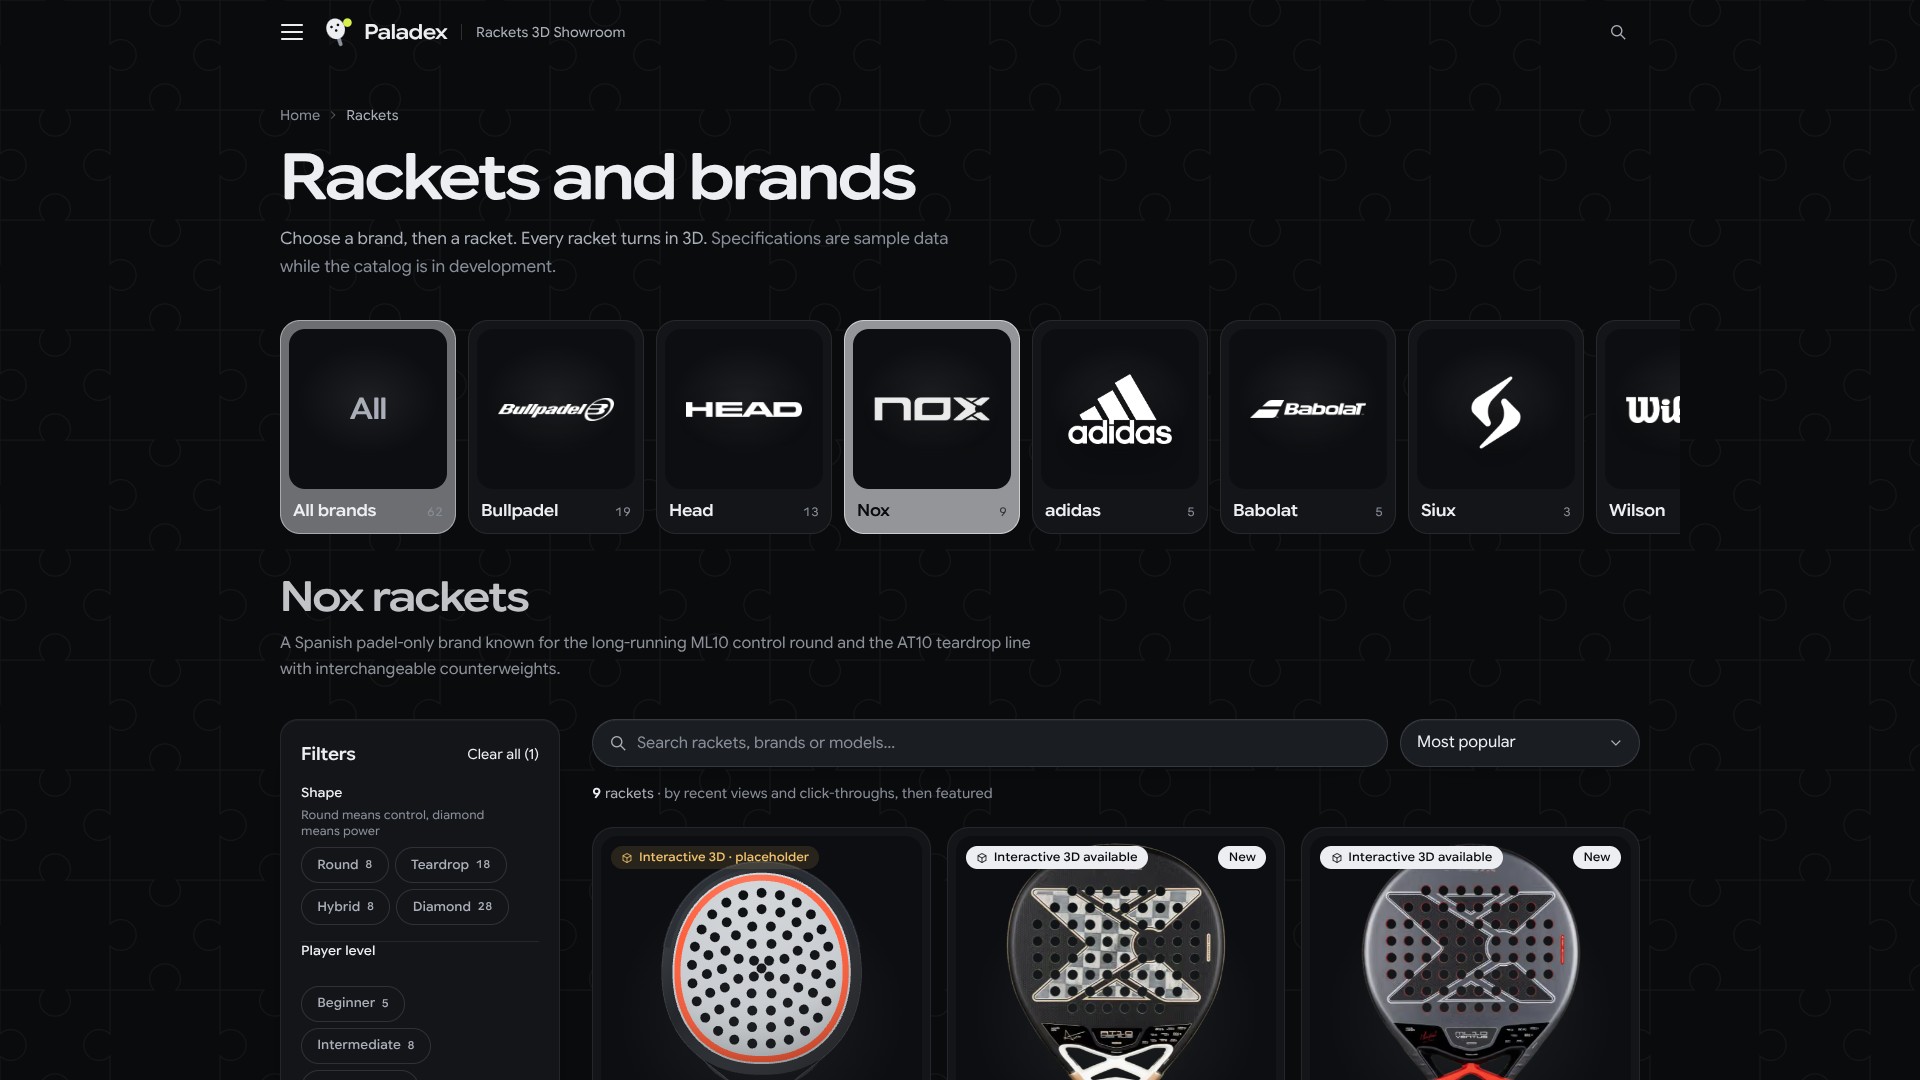 Paladex
Rackets 3D Showroom
Home > Rackets
Rackets and brands
Choose a brand, then a racket. Every racket turns in 3D. Specifications are sample data
while the catalog is in development.
All
Bullpadel
HEAD
nox
adidas
Babolat
All brands 62
Bullpadel 19
Head 13
Nox 9
adidas 5
Babolat 5
Siux 3
Wilson
Nox rackets
A Spanish padel-only brand known for the long-running ML10 control round and the AT10 teardrop line
with interchangeable counterweights.
Filters
Clear all (1)
Shape
Round means control, diamond
means power
Round 8
Teardrop 18
Hybrid 8
Diamond 28
Player level
Beginner 5
Intermediate 8
Search rackets, brands or models...
Most popular
9 rackets · by recent views and click-throughs, then featured
Interactive 3D · placeholder
Interactive 3D available
New
Interactive 3D available
New
AT10
ML10
VENTUS